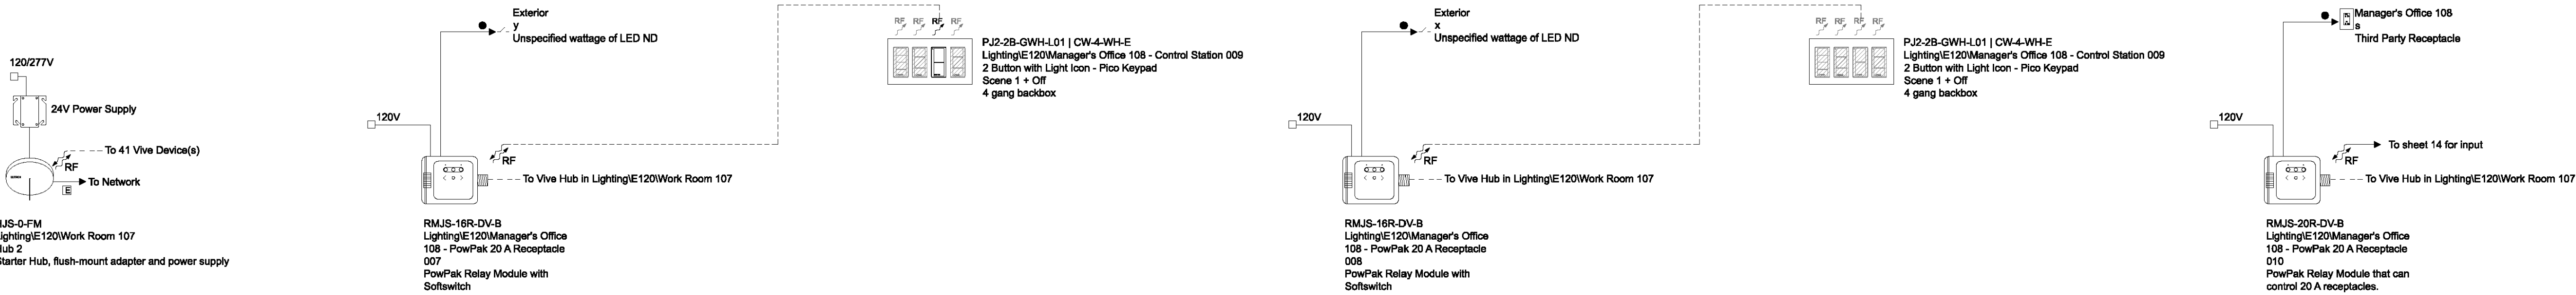 120/277V
24V Power Supply
To 41 Vive Device(s)
RF
To Network
E
JS-0-FM
ighting\E120\Work Room 107
ub 2
Starter Hub, flush-mount adapter and power supply
Exterior
y
Unspecified wattage of LED ND
120V
RF
To Vive Hub in Lighting\E120\Work Room 107
RMJS-16R-DV-B
Lighting\E120\Manager's Office
108 - PowPak 20 A Receptacle
007
PowPak Relay Module with
Softswitch
RF RF RF RF
PJ2-2B-GWH-L01 | CW-4-WH-E
Lighting\E120\Manager's Office 108 - Control Station 009
2 Button with Light Icon - Pico Keypad
Scene 1 + Off
4 gang backbox
Exterior
x
Unspecified wattage of LED ND
120V
RF
To Vive Hub in Lighting\E120\Work Room 107
RMJS-16R-DV-B
Lighting\E120\Manager's Office
108 - PowPak 20 A Receptacle
008
PowPak Relay Module with
Softswitch
RF RF RF RF
PJ2-2B-GWH-L01 | CW-4-WH-E
Lighting\E120\Manager's Office 108 - Control Station 009
2 Button with Light Icon - Pico Keypad
Scene 1 + Off
4 gang backbox
Manager's Office 108
s
Third Party Receptacle
120V
To sheet 14 for input
RF
To Vive Hub in Lighting\E120\Work Room 107
RMJS-20R-DV-B
Lighting\E120\Manager's Office
108 - PowPak 20 A Receptacle
010
PowPak Relay Module that can
control 20 A receptacles.